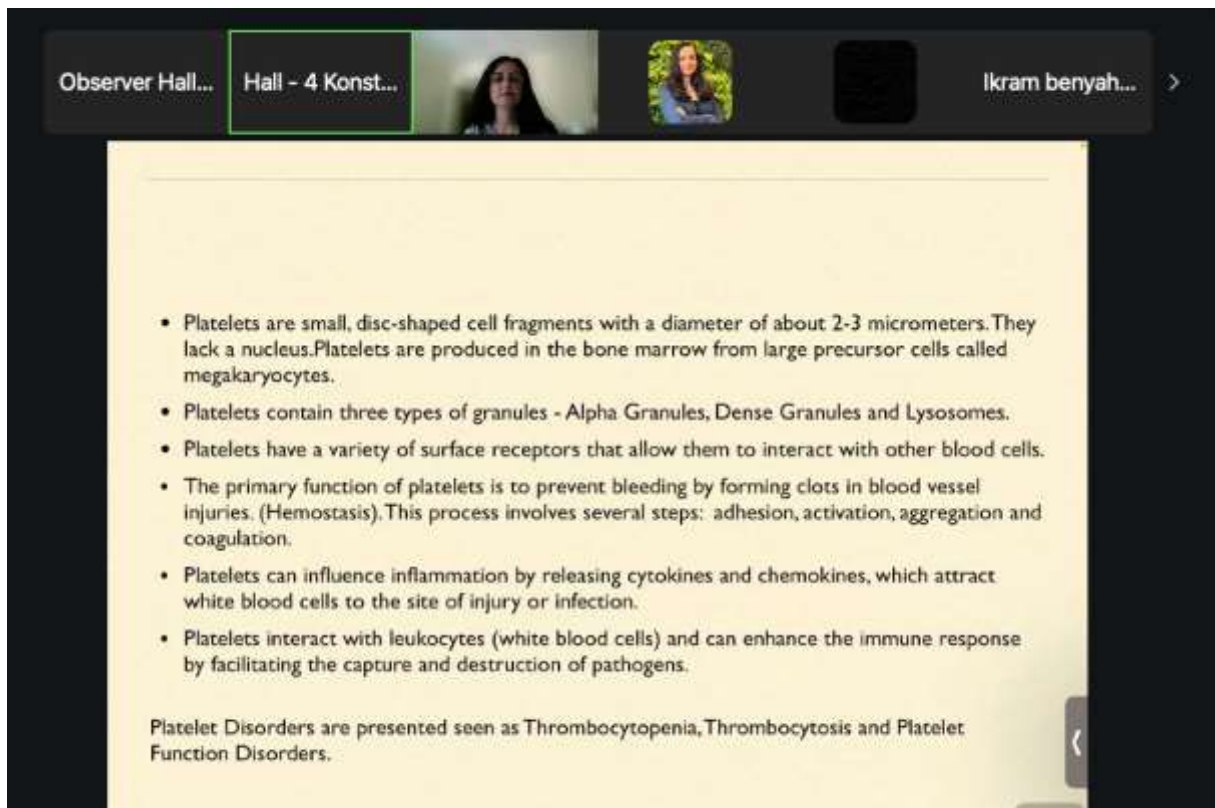 Observer Hall...
Hall - 4 Konst...
Ikram benyah...
• Platelets are small, disc-shaped cell fragments with a diameter of about 2-3 micrometers.They
lack a nucleus.Platelets are produced in the bone marrow from large precursor cells called
megakaryocytes.
• Platelets contain three types of granules - Alpha Granules, Dense Granules and Lysosomes.
• Platelets have a variety of surface receptors that allow them to interact with other blood cells.
• The primary function of platelets is to prevent bleeding by forming clots in blood vessel
injuries. (Hemostasis).This process involves several steps: adhesion, activation, aggregation and
coagulation.
• Platelets can influence inflammation by releasing cytokines and chemokines, which attract
white blood cells to the site of injury or infection.
• Platelets interact with leukocytes (white blood cells) and can enhance the immune response
by facilitating the capture and destruction of pathogens.
Platelet Disorders are presented seen as Thrombocytopenia, Thrombocytosis and Platelet
Function Disorders.